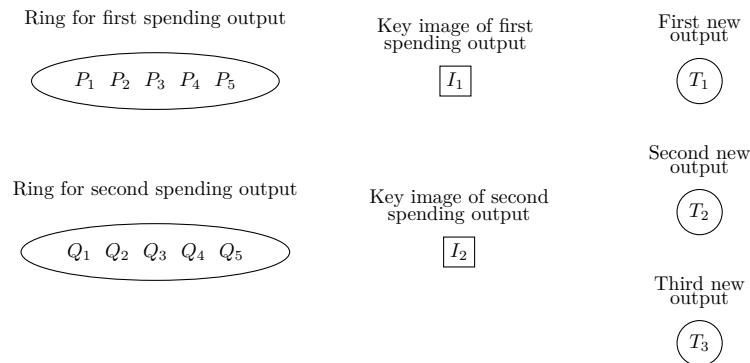 Ring for first spending output
P₁ P₂ P₃ P₄ P₅
Key image of first
spending output
I₁
First new
output
T₁
Ring for second spending output
Q₁ Q₂ Q₃ Q₄ Q₅
Key image of second
spending output
I₂
Second new
output
T₂
Third new
output
T₃